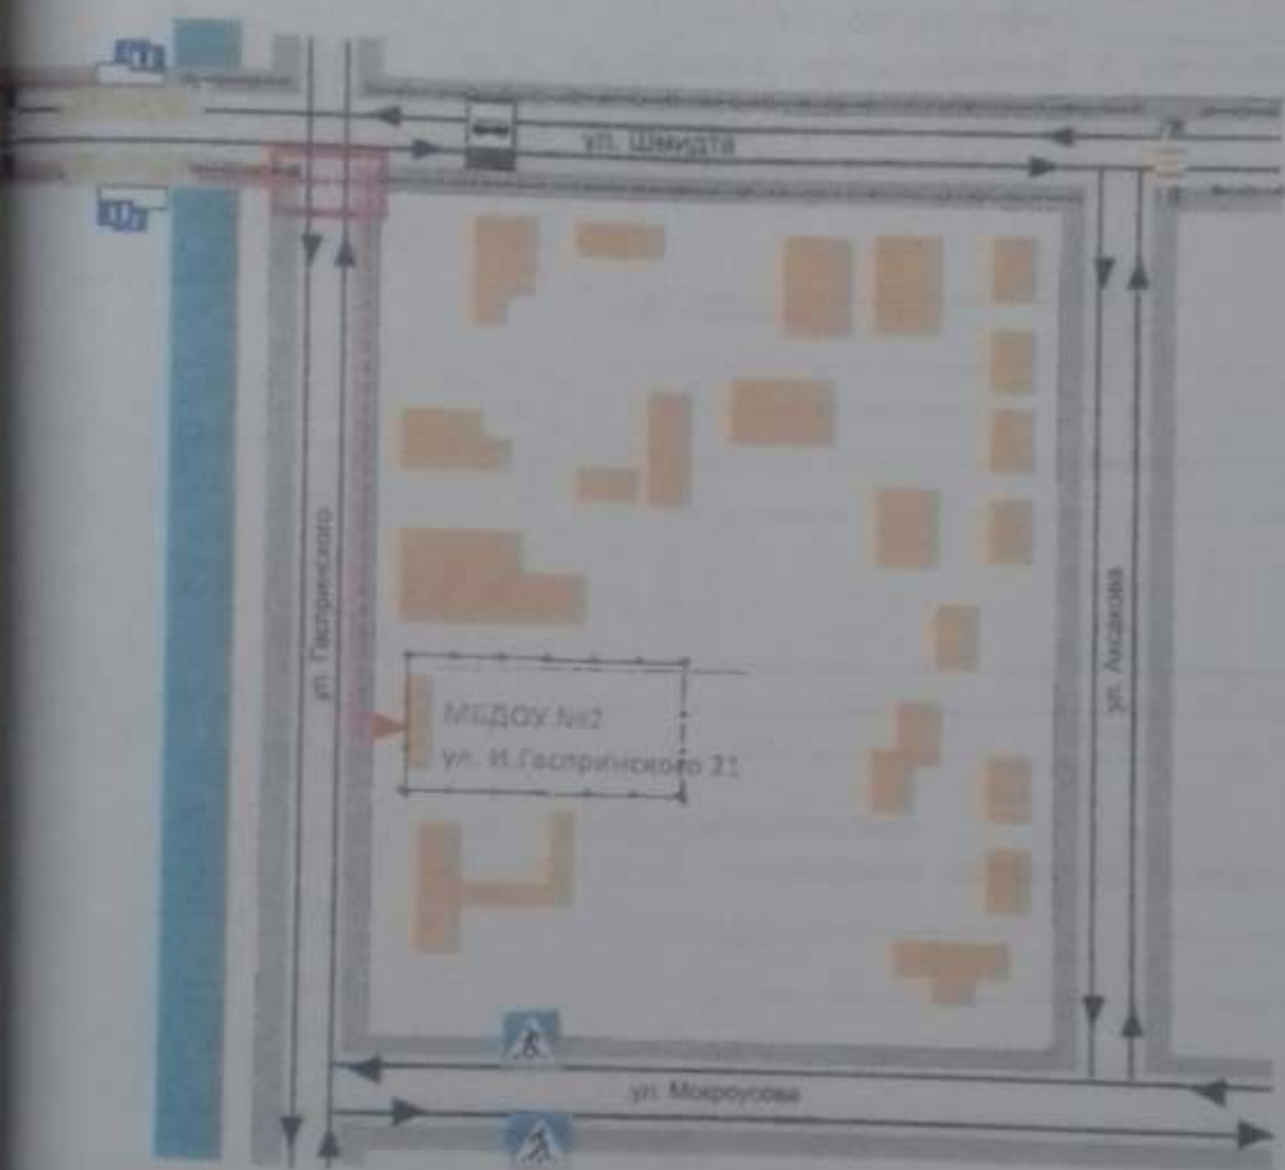 ул. Шмидта
ул. Гаспринского
ул. Аксакова
МБДОУ №2
ул. И.Гаспринского 21
ул. Мокроусова